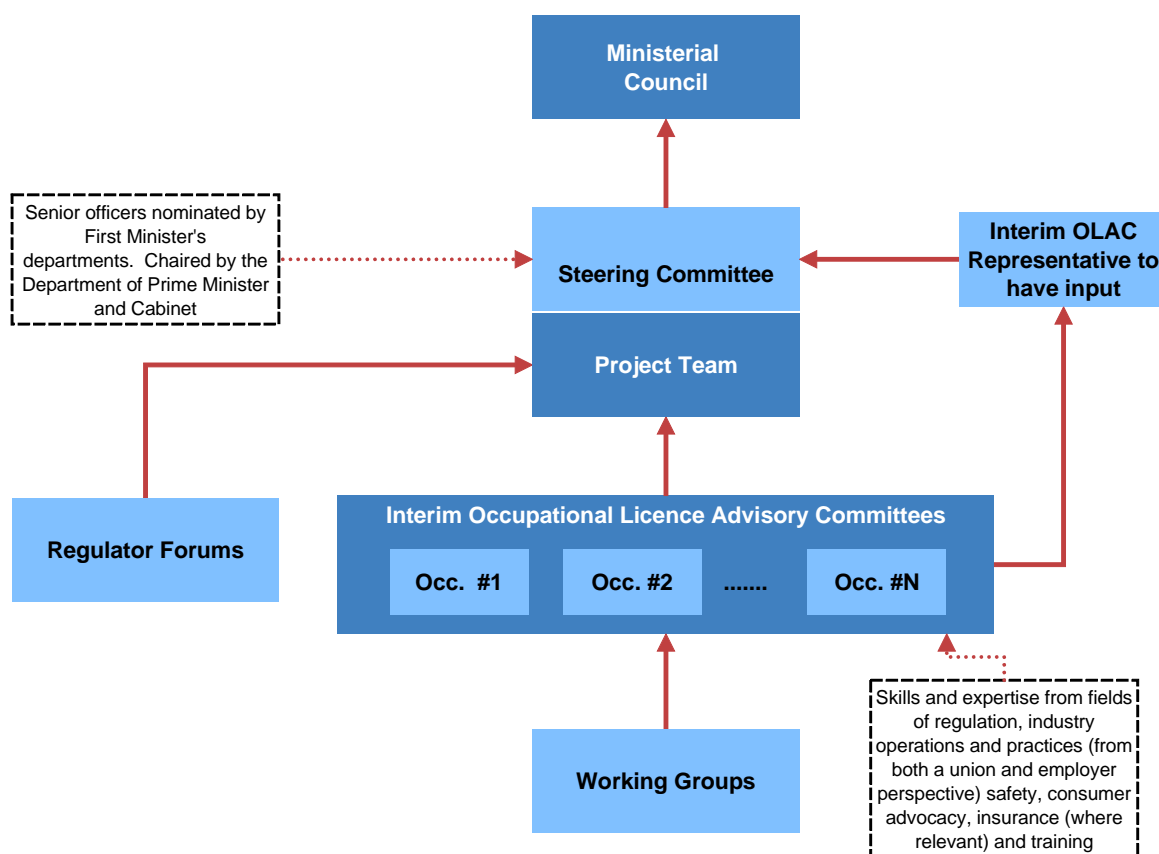 Ministerial
Council
Senior officers nominated by
First Minister's
departments.  Chaired by the
Department of Prime Minister
and Cabinet
Steering Committee
Interim OLAC
Representative to
have input
Project Team
Regulator Forums
Interim Occupational Licence Advisory Committees
Occ.  #1
Occ. #2
.......
Occ. #N
Working Groups
Skills and expertise from fields
of regulation, industry
operations and practices (from
both a union and employer
perspective) safety, consumer
advocacy, insurance (where
relevant) and training